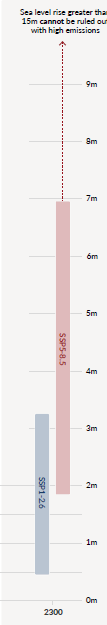 Sea level rise greater than
15m cannot be ruled out
with high emissions
9m
8m
7m
6m
5m
SSP5-8.5
4m
3m
SSP1-2.6
2m
1m
0m
2300